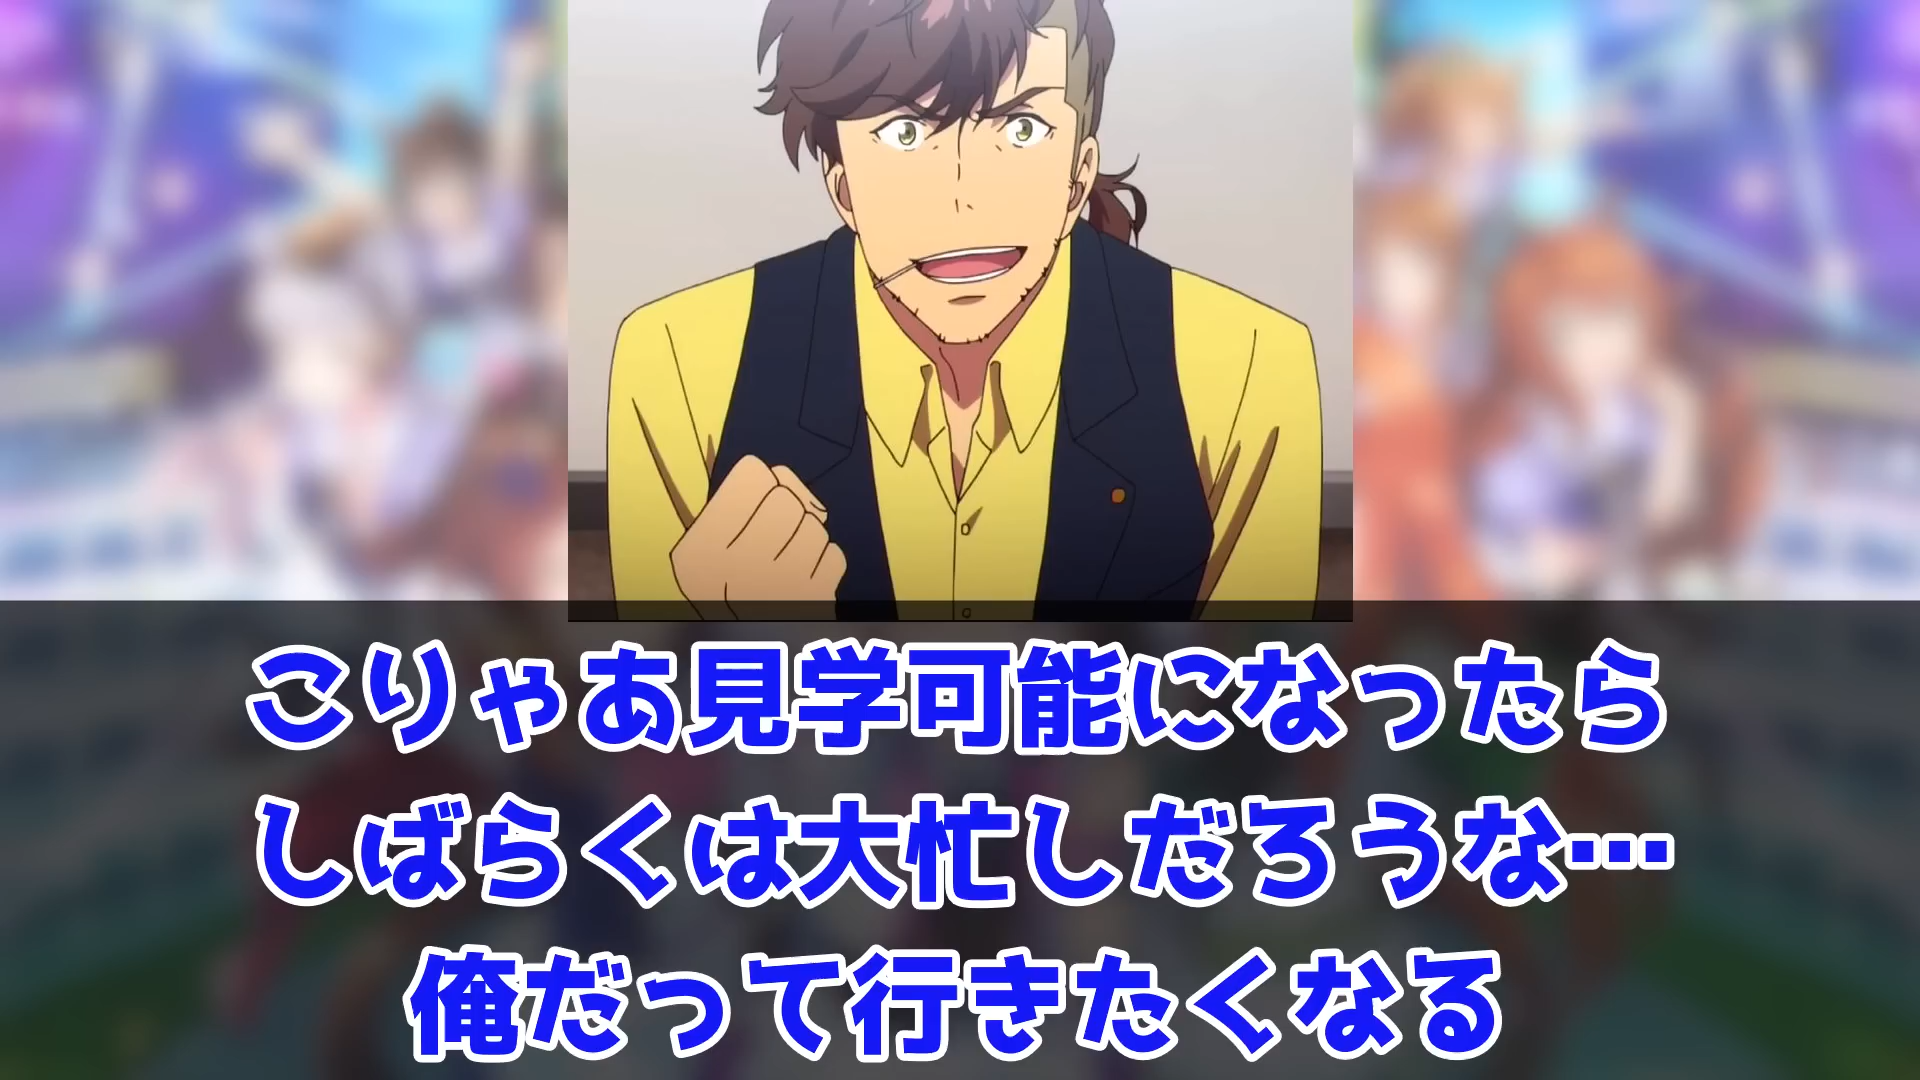 こりゃあ見学可能になったら
しばらくは大忙しだろうな…
俺だって行きたくなる